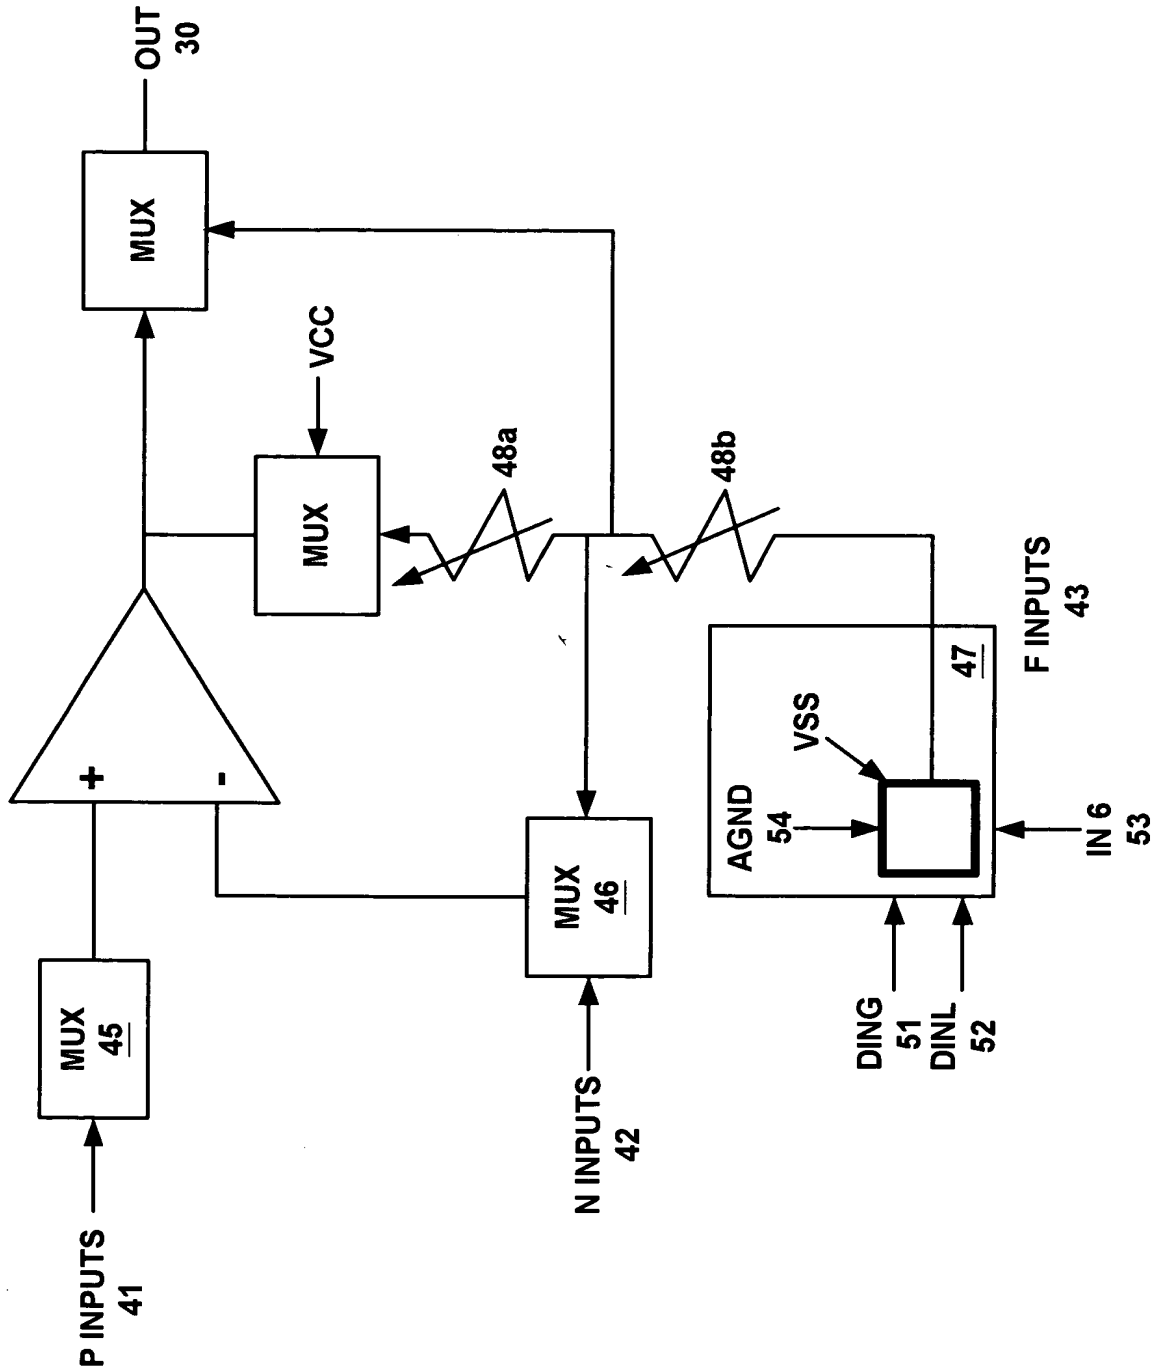 P INPUTS
41
MUX
45
+
-
MUX
OUT
30
MUX
VCC
48a
N INPUTS
42
MUX
46
48b
DING
51
DINL
52
AGND
54
VSS
47
IN 6
53
F INPUTS
43